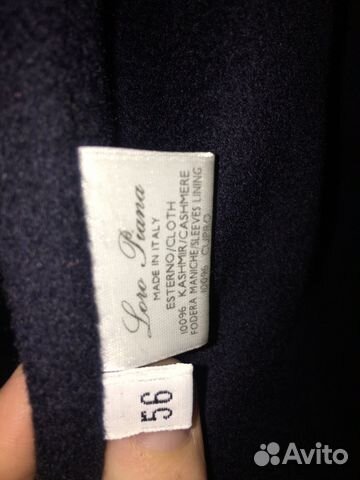 Loro Piana
MADE IN ITALY
ESTERNO/CLOTH
100% KASHMIR/CASHMERE
FODERA MANICHE/SLEEVES LINING
100% CUPRO
56
Avito